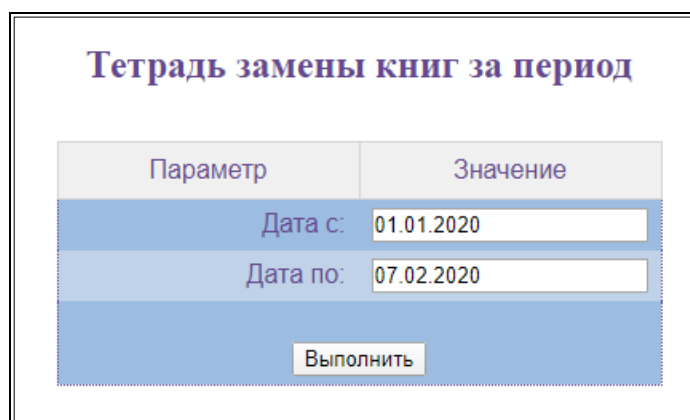 Тетрадь замены книг за период
Параметр Значение
Дата с: 01.01.2020
Дата по: 07.02.2020
Выполнить